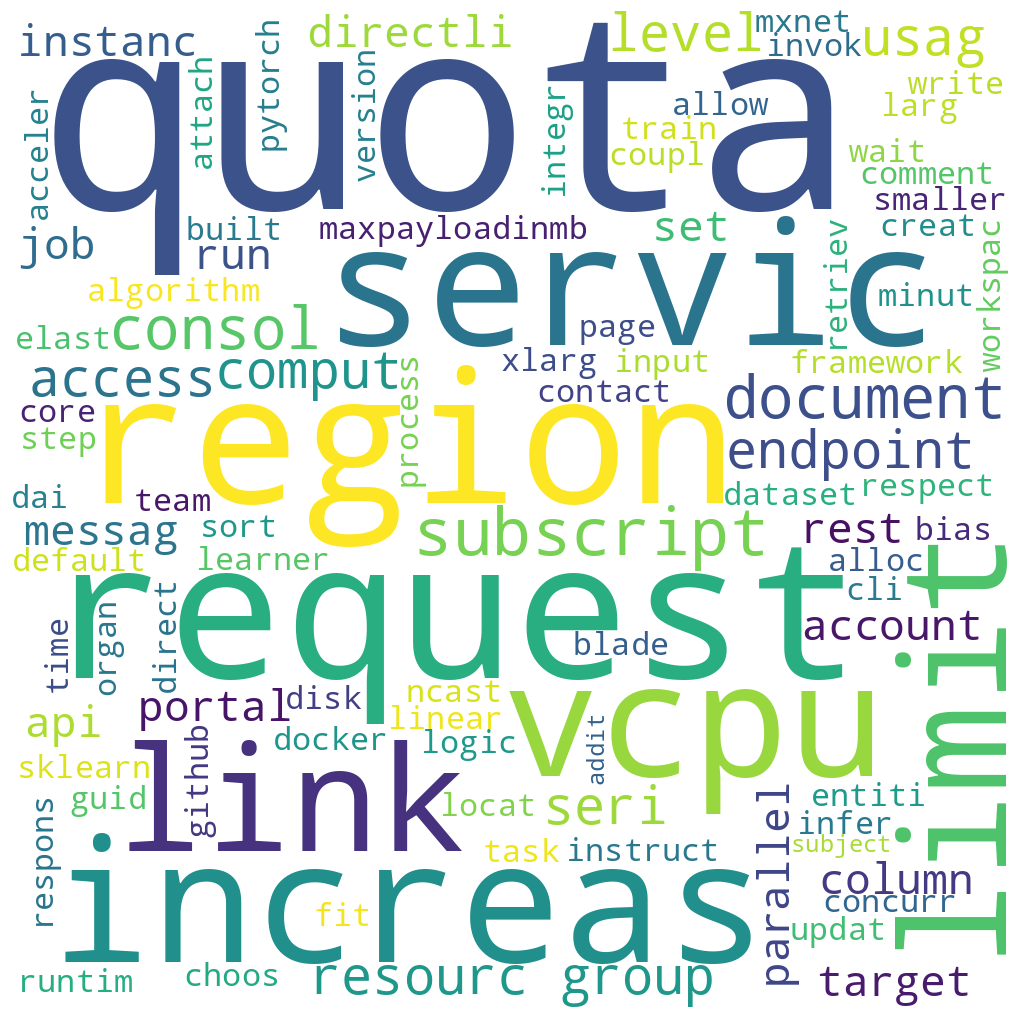 quota
instanc
directli
level
mxnet
invok
usag
write
larg
acceler
attach
pytorch
version
integr
allow
train
coupl
wait
comment
smaller
job
built
run
maxpayloadinmb
set
creat
retriev
workspac
servic
algorithm
minut
elast
consol
page
access
comput
xlarg
input
framework
contact
document
core
step
region
process
endpoint
dai
team
dataset
respect
messag
sort
subscript
rest
bias
default
learner
alloc
cli
request
limit
time
organ
direct
blade
account
portal
disk
ncast
linear
vcpu
api
github
docker
logic
addit
sklearn
link
guid
locat
seri
entiti
infer
respons
parallel
subject
task
instruct
increas
column
concurr
fit
updat
runtim
choos
resourc
group
target